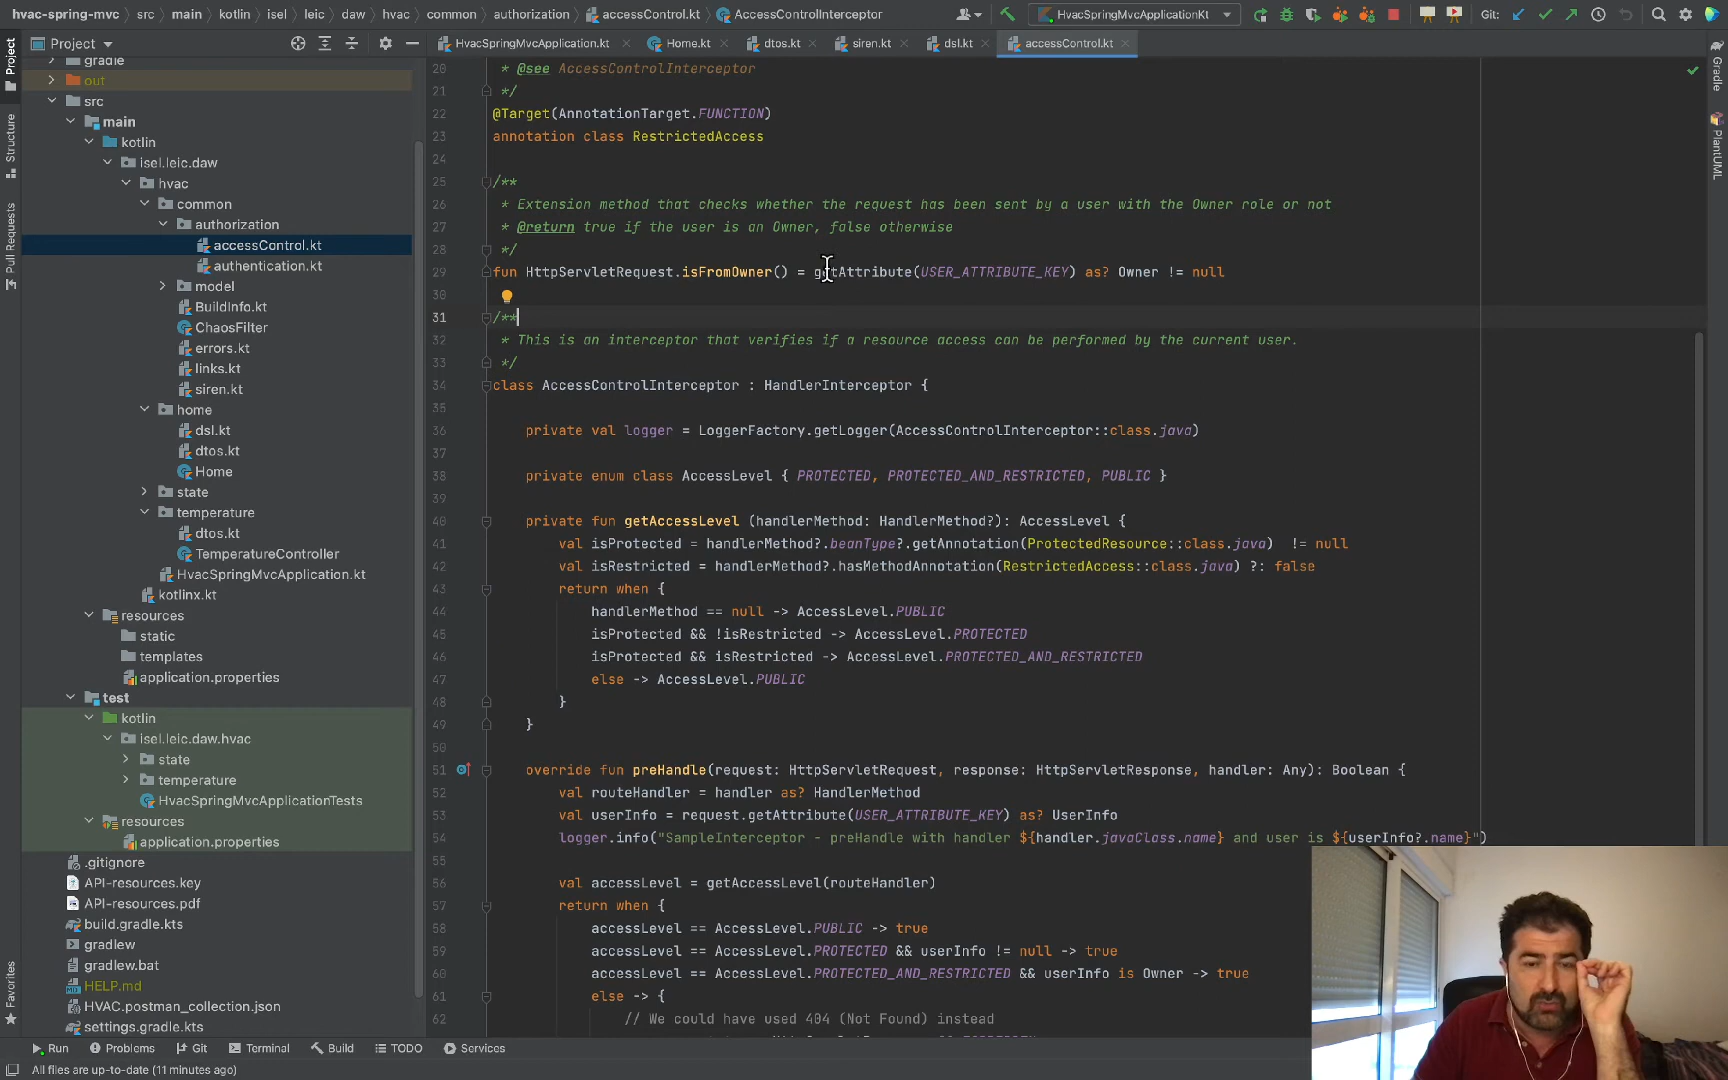 hvac-spring-mvc › src › main › kotlin › isel › leic › daw › hvac › common › authorization › accessControl.kt › AccessControlInterceptor
HvacSpringMvcApplicationKt
Git:
Project
HvacSpringMvcApplication.kt
Home.kt
dtos.kt
siren.kt
dsl.kt
accessControl.kt
Project
Structure
Pull Requests
Favorites
gradle
out
src
main
kotlin
isel.leic.daw
hvac
common
authorization
accessControl.kt
authentication.kt
model
BuildInfo.kt
ChaosFilter
errors.kt
links.kt
siren.kt
home
dsl.kt
dtos.kt
Home
state
temperature
dtos.kt
TemperatureController
HvacSpringMvcApplication.kt
kotlinx.kt
resources
static
templates
application.properties
test
kotlin
isel.leic.daw.hvac
state
temperature
HvacSpringMvcApplicationTests
resources
application.properties
.gitignore
API-resources.key
API-resources.pdf
build.gradle.kts
gradlew
gradlew.bat
HELP.md
HVAC.postman_collection.json
settings.gradle.kts
20 * @see AccessControlInterceptor
21 */
22 @Target(AnnotationTarget.FUNCTION)
23 annotation class RestrictedAccess
24
25 /**
26 * Extension method that checks whether the request has been sent by a user with the Owner role or not
27 * @return true if the user is an Owner, false otherwise
28 */
29 fun HttpServletRequest.isFromOwner() = getAttribute(USER_ATTRIBUTE_KEY) as? Owner != null
30
31 /**
32 * This is an interceptor that verifies if a resource access can be performed by the current user.
33 */
34 class AccessControlInterceptor : HandlerInterceptor {
35
36 private val logger = LoggerFactory.getLogger(AccessControlInterceptor::class.java)
37
38 private enum class AccessLevel { PROTECTED, PROTECTED_AND_RESTRICTED, PUBLIC }
39
40 private fun getAccessLevel (handlerMethod: HandlerMethod?): AccessLevel {
41 val isProtected = handlerMethod?.beanType?.getAnnotation(ProtectedResource::class.java) != null
42 val isRestricted = handlerMethod?.hasMethodAnnotation(RestrictedAccess::class.java) ?: false
43 return when {
44 handlerMethod == null -> AccessLevel.PUBLIC
45 isProtected && !isRestricted -> AccessLevel.PROTECTED
46 isProtected && isRestricted -> AccessLevel.PROTECTED_AND_RESTRICTED
47 else -> AccessLevel.PUBLIC
48 }
49 }
50
51 override fun preHandle(request: HttpServletRequest, response: HttpServletResponse, handler: Any): Boolean {
52 val routeHandler = handler as? HandlerMethod
53 val userInfo = request.getAttribute(USER_ATTRIBUTE_KEY) as? UserInfo
54 logger.info("SampleInterceptor - preHandle with handler ${handler.javaClass.name} and user is ${userInfo?.name}")
55
56 val accessLevel = getAccessLevel(routeHandler)
57 return when {
58 accessLevel == AccessLevel.PUBLIC -> true
59 accessLevel == AccessLevel.PROTECTED && userInfo != null -> true
60 accessLevel == AccessLevel.PROTECTED_AND_RESTRICTED && userInfo is Owner -> true
61 else -> {
62 // We could have used 404 (Not Found) instead
Gradle
PlantUML
Run
Problems
Git
Terminal
Build
TODO
Services
All files are up-to-date (11 minutes ago)